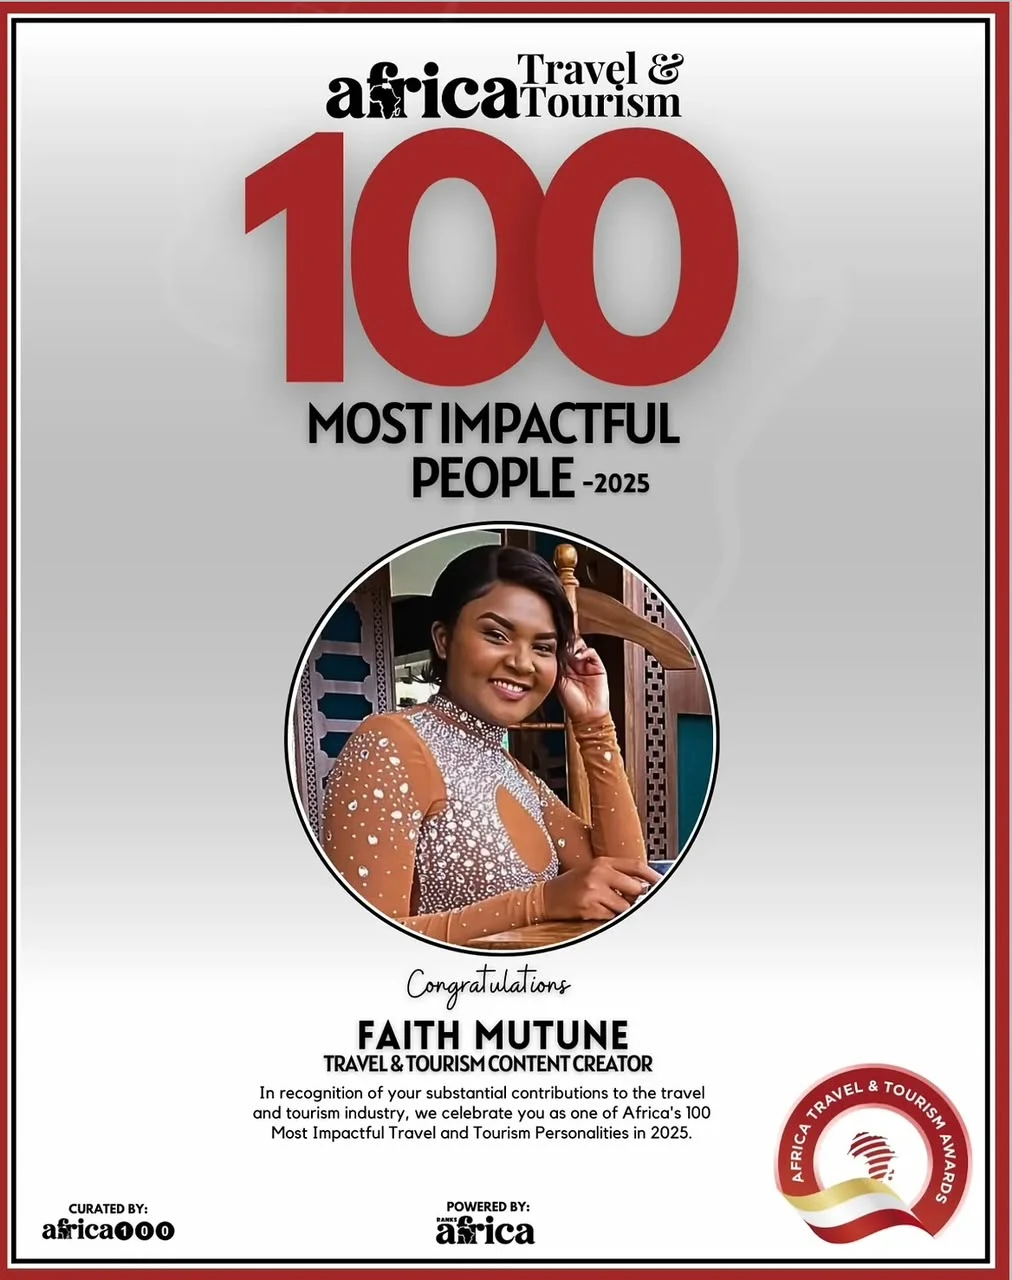 africa Travel &
Tourism
100
MOST IMPACTFUL
PEOPLE -2025
Congratulations
FAITH MUTUNE
TRAVEL & TOURISM CONTENT CREATOR
In recognition of your substantial contributions to the travel
and tourism industry, we celebrate you as one of Africa's 100
Most Impactful Travel and Tourism Personalities in 2025.
AFRICA TRAVEL & TOURISM AWARDS
CURATED BY:
africa100
POWERED BY:
RANKS
africa